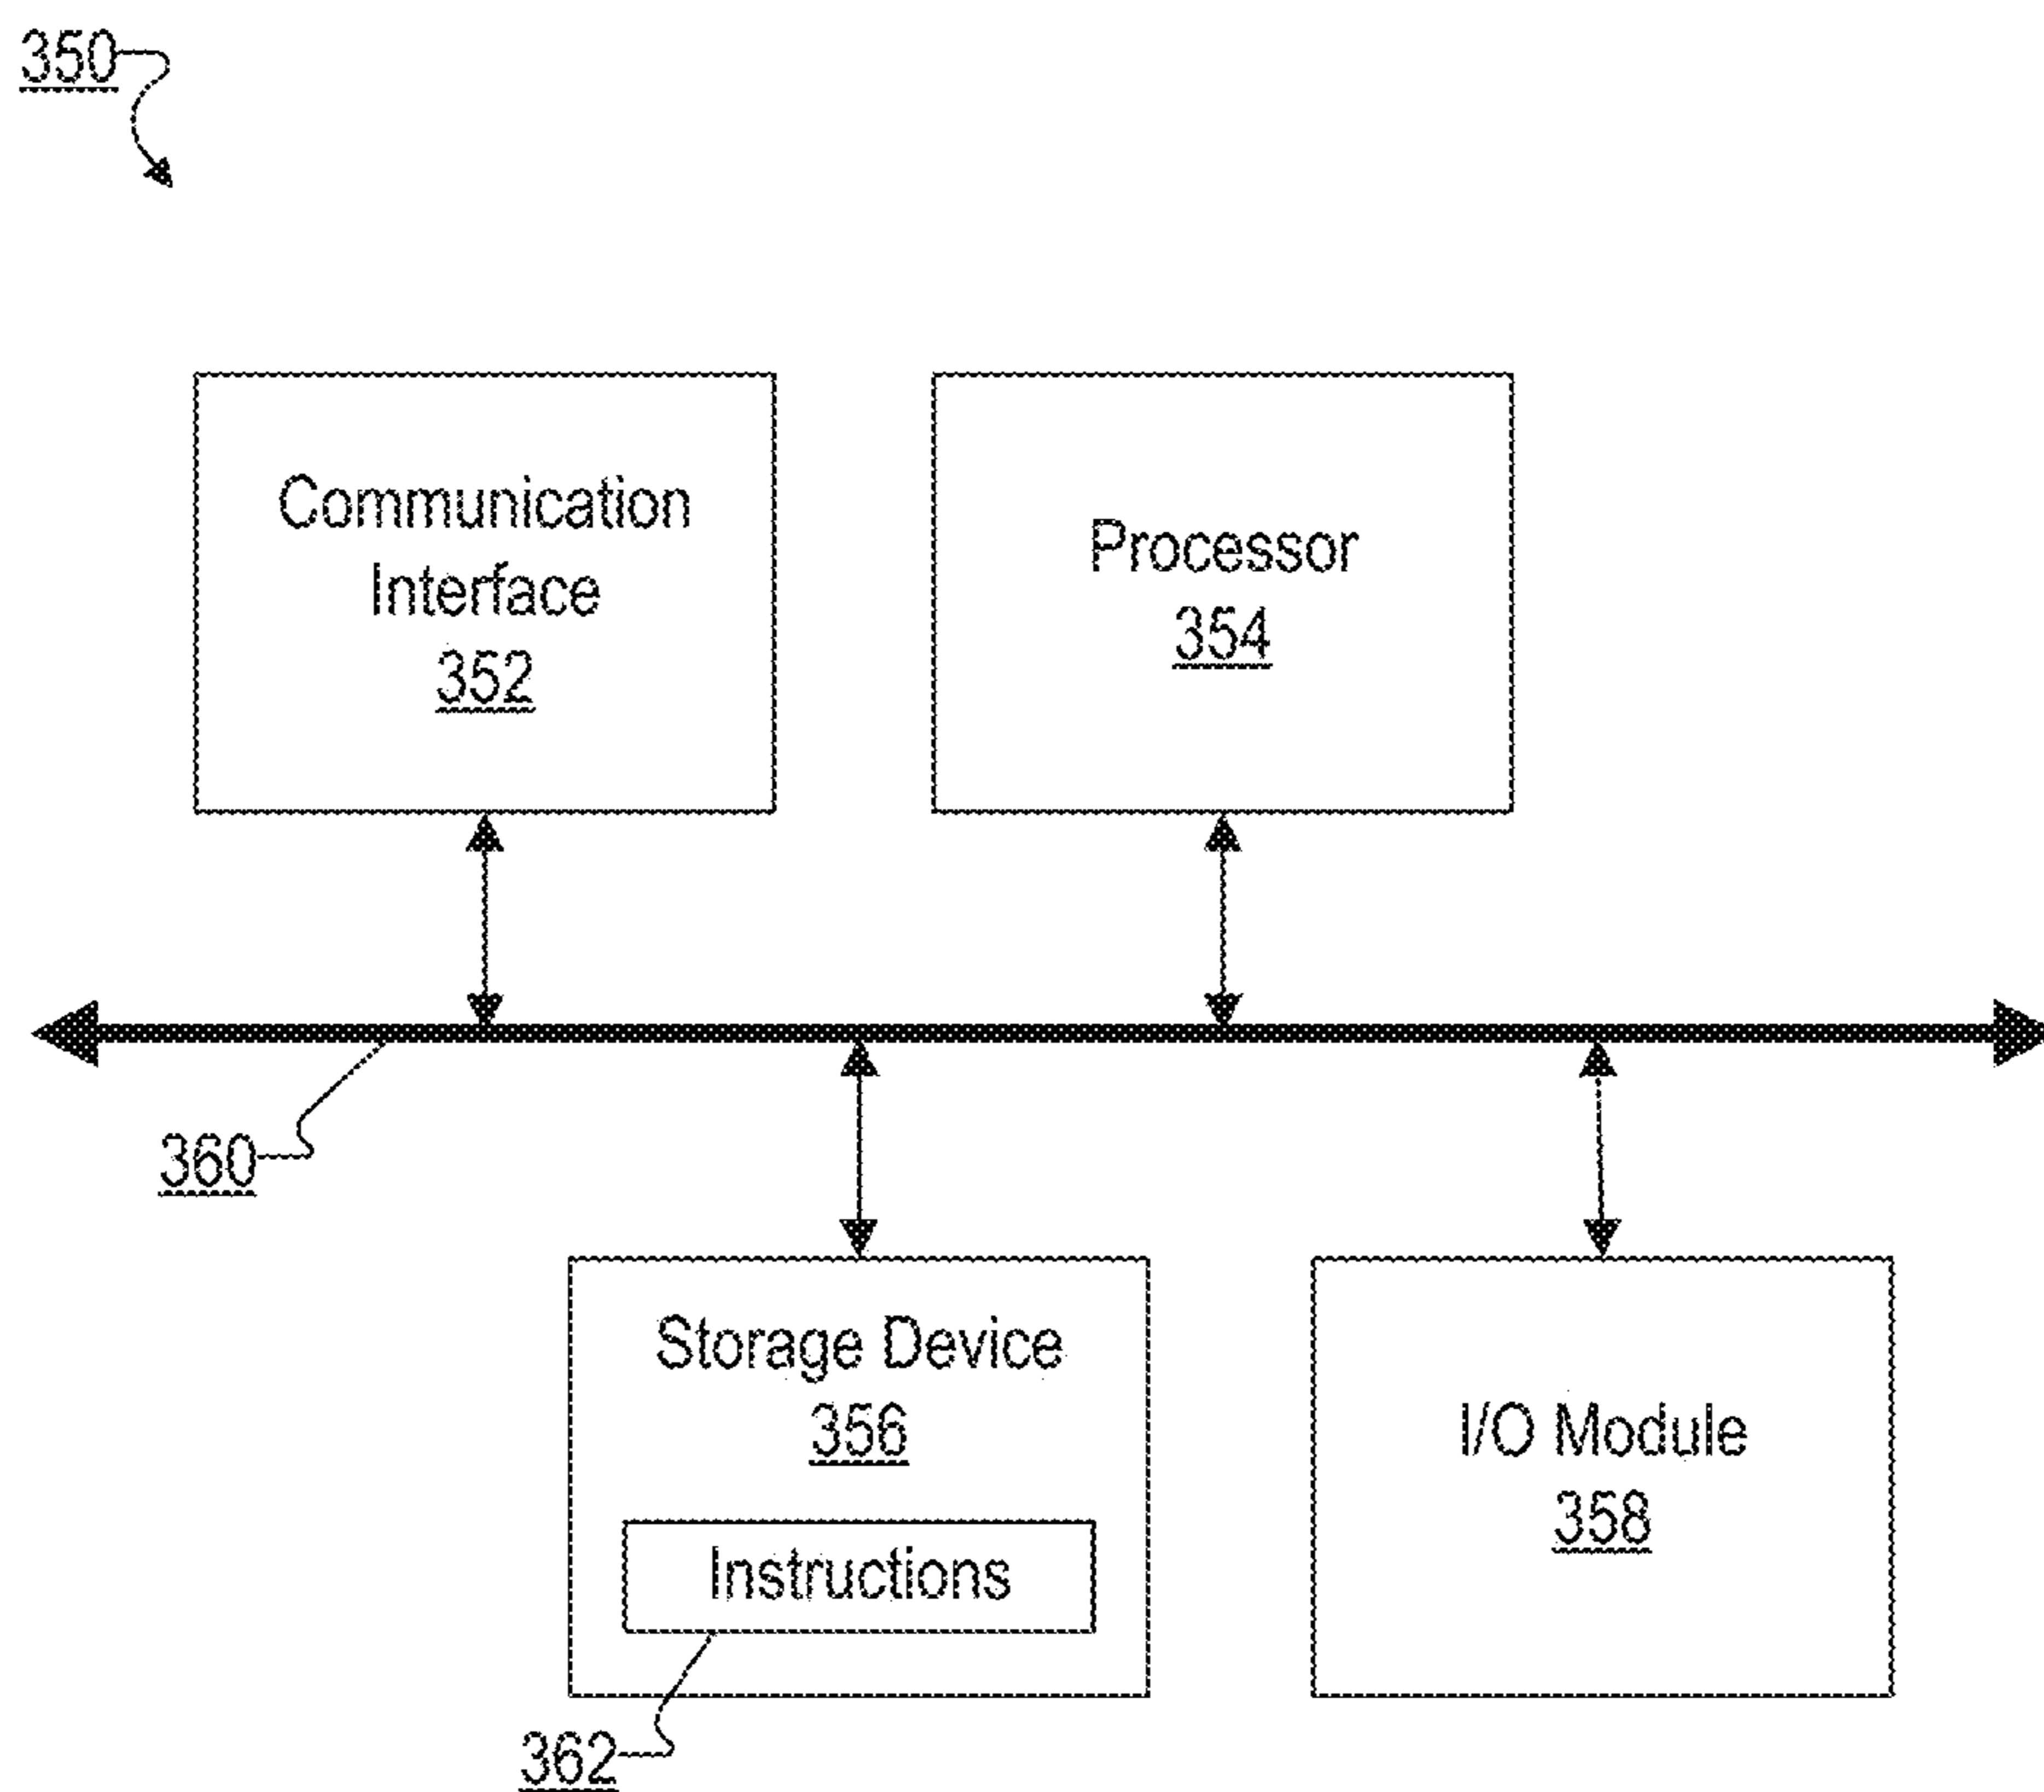 350
Communication
Interface
352
Processor
354
360
Storage Device
356
Instructions
362
I/O Module
358